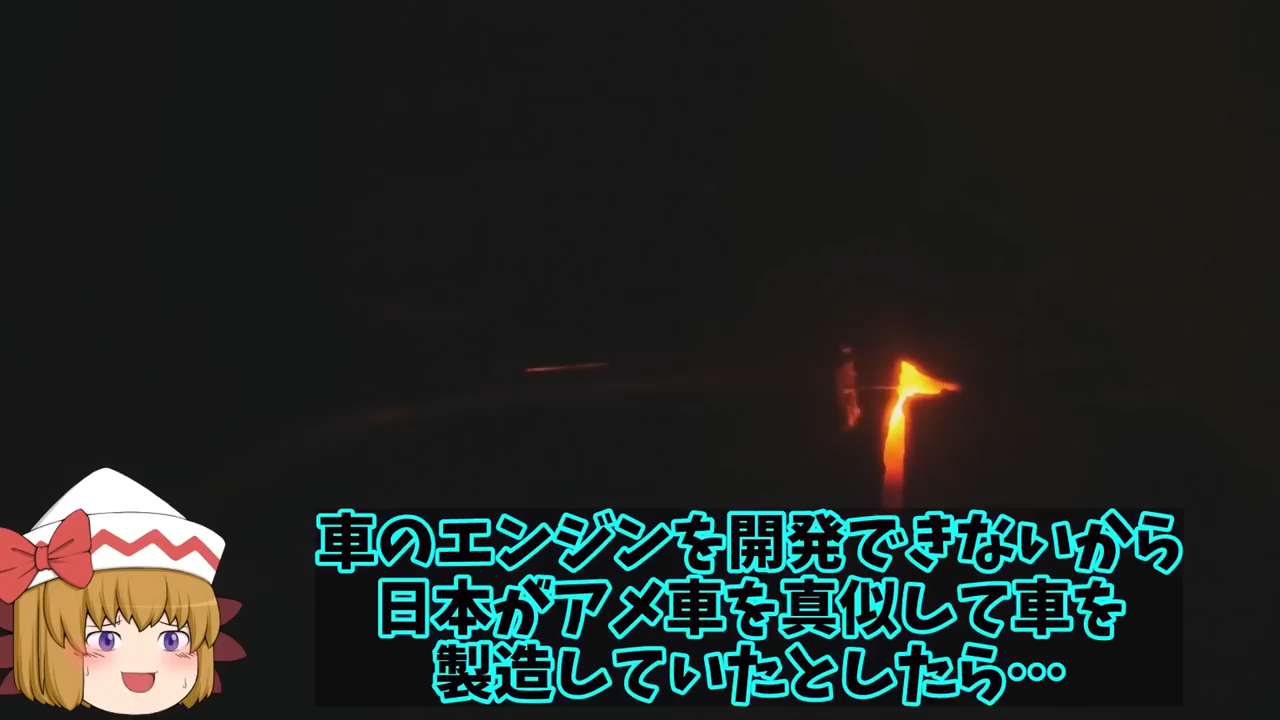 車のエンジンを開発できないから
日本がアメ車を真似して車を
製造していたとしたら…